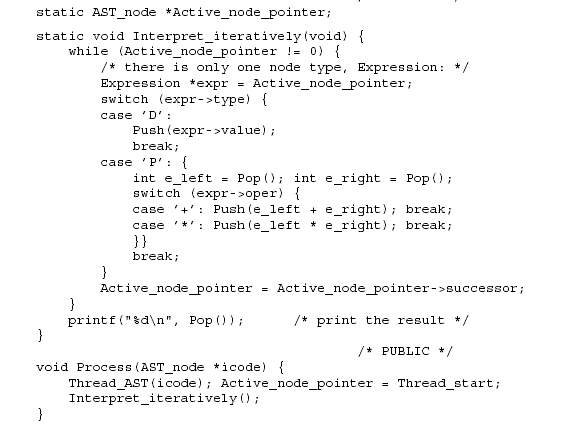 static AST_node *Active_node_pointer;
static void Interpret_iteratively(void) {
    while (Active_node_pointer != 0) {
        /* there is only one node type, Expression: */
        Expression *expr = Active_node_pointer;
        switch (expr->type) {
        case 'D':
            Push(expr->value);
            break;
        case 'P': {
            int e_left = Pop(); int e_right = Pop();
            switch (expr->oper) {
            case '+': Push(e_left + e_right); break;
            case '*': Push(e_left * e_right); break;
            }}
            break;
        }
        Active_node_pointer = Active_node_pointer->successor;
    }
    printf("%d\n", Pop());      /* print the result */
}
                                        /* PUBLIC */
void Process(AST_node *icode) {
    Thread_AST(icode); Active_node_pointer = Thread_start;
    Interpret_iteratively();
}